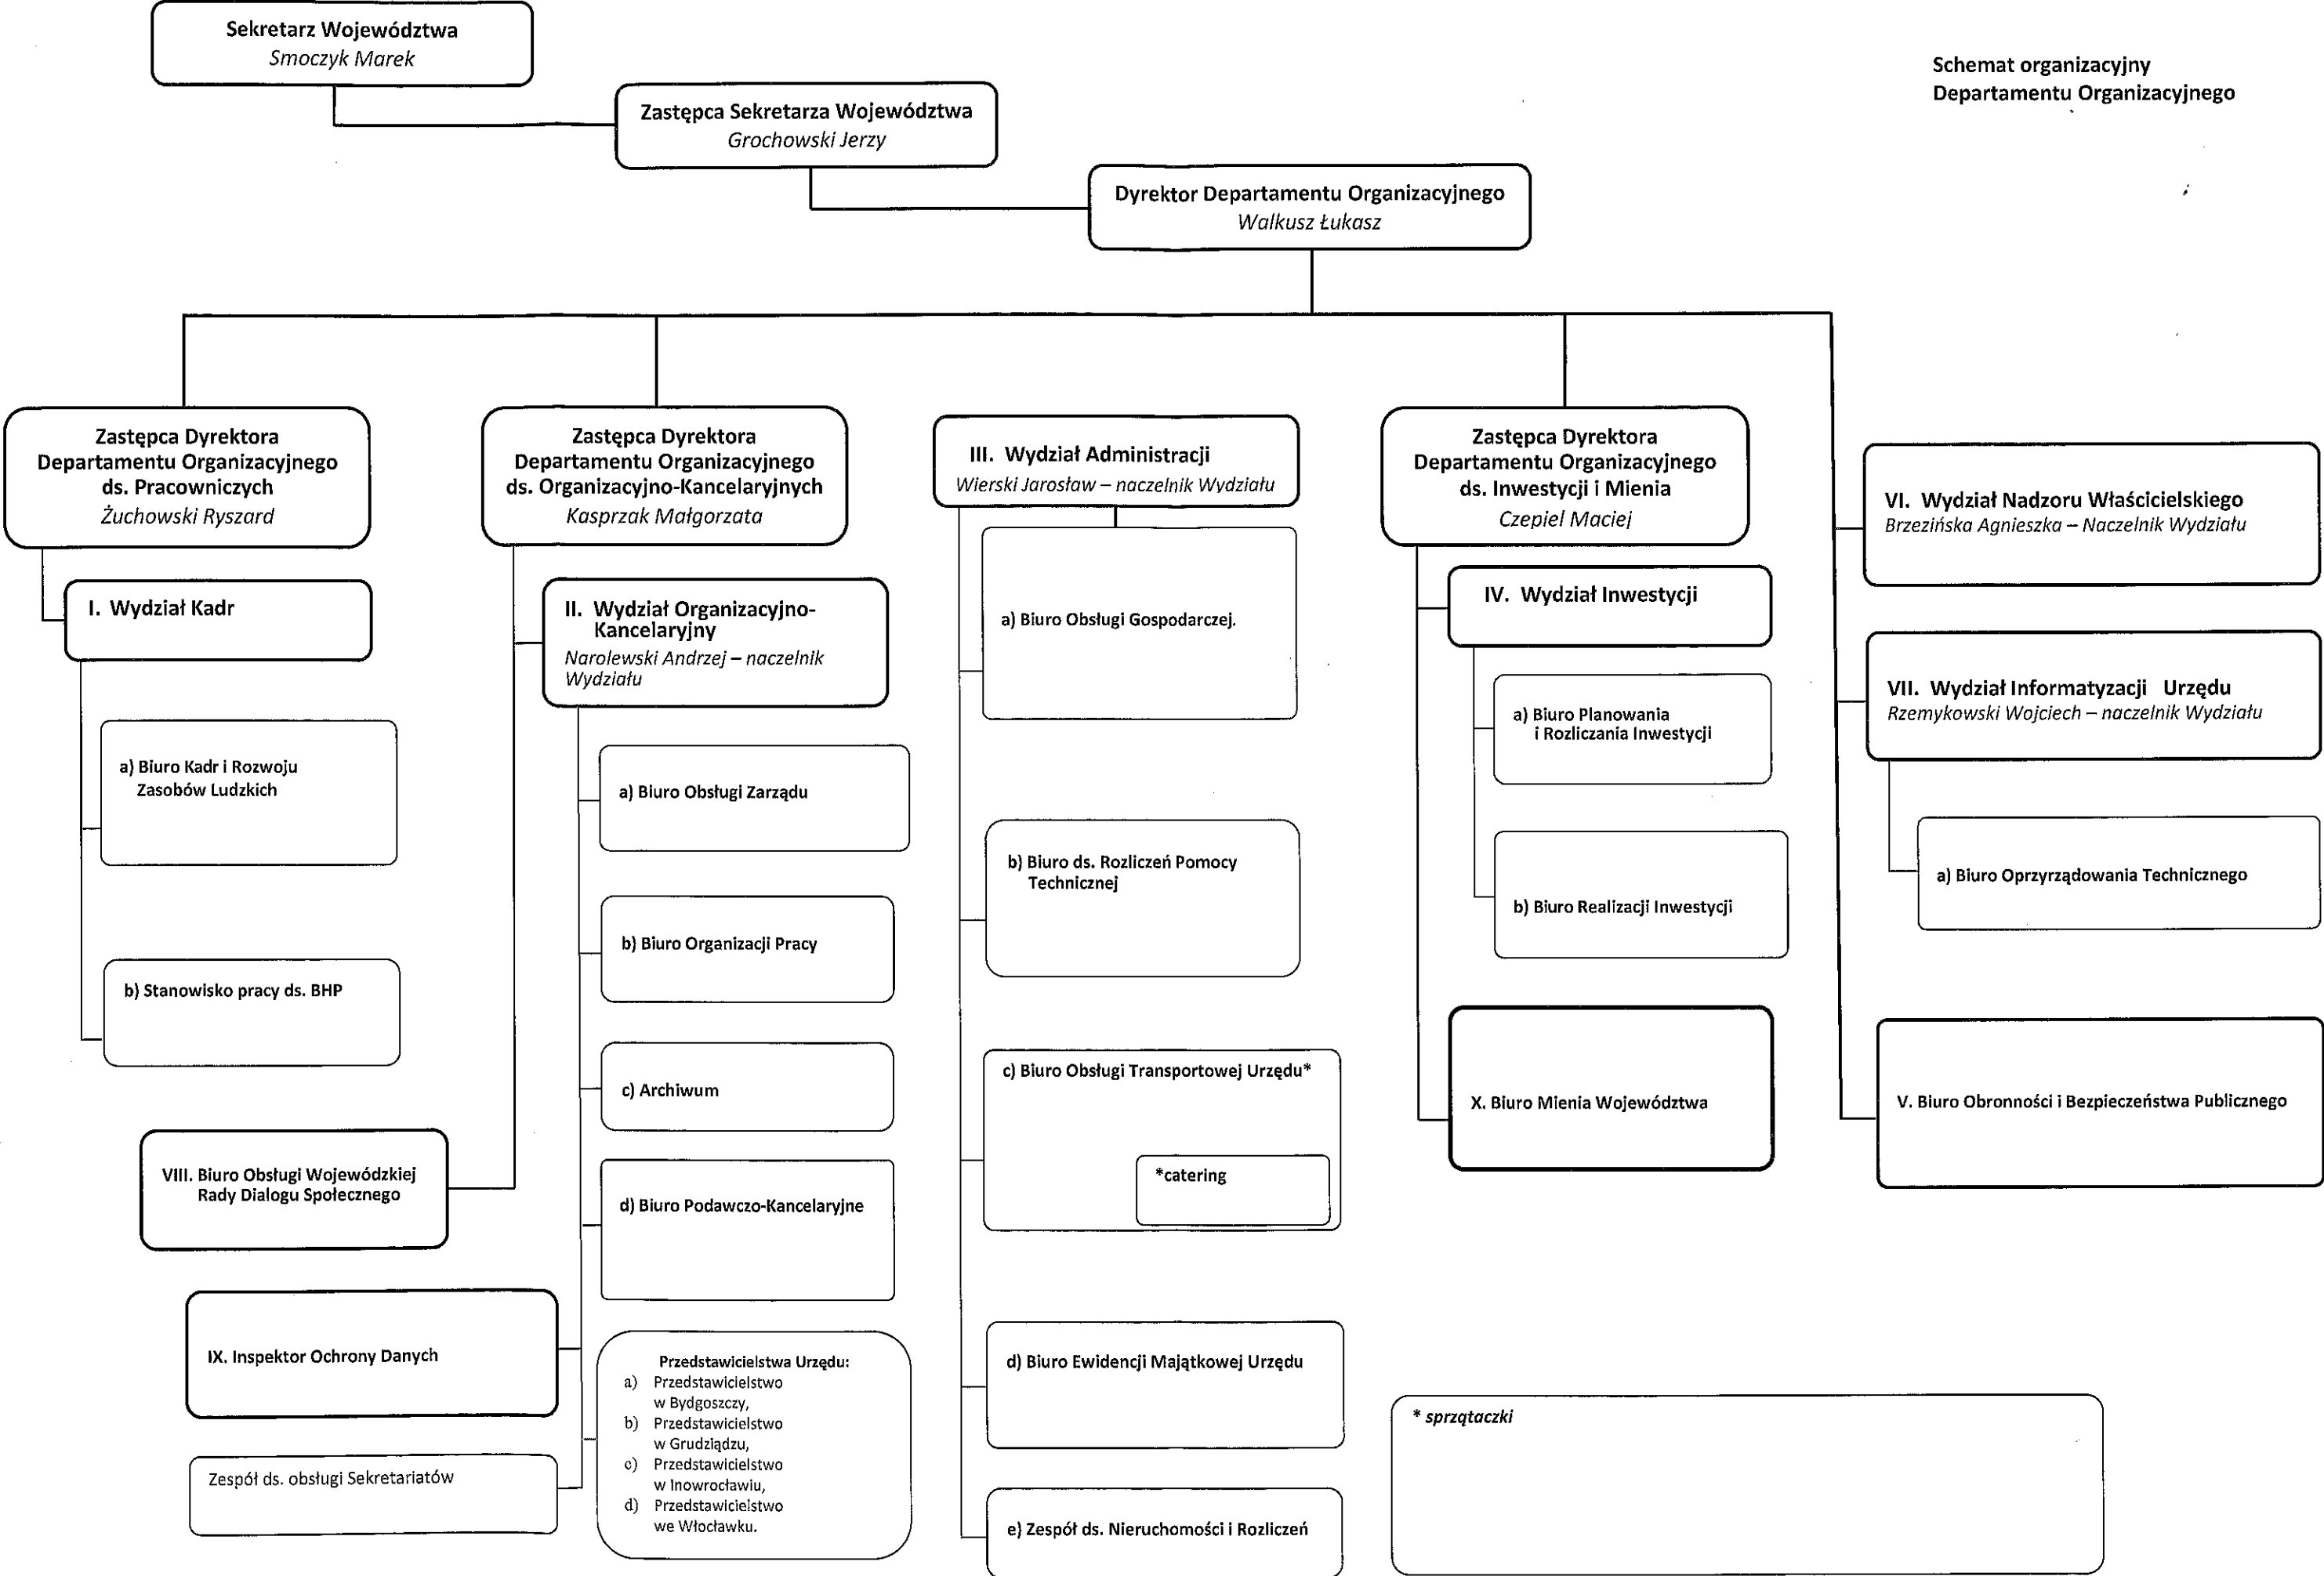 Sekretarz Województwa
Smoczyk Marek
Schemat organizacyjny
Departamentu Organizacyjnego
Zastępca Sekretarza Województwa
Grochowski Jerzy
Dyrektor Departamentu Organizacyjnego
Walkusz Łukasz
Zastępca Dyrektora
Departamentu Organizacyjnego
ds. Pracowniczych
Żuchowski Ryszard
I. Wydział Kadr
a) Biuro Kadr i Rozwoju
Zasobów Ludzkich
b) Stanowisko pracy ds. BHP
Zastępca Dyrektora
Departamentu Organizacyjnego
ds. Organizacyjno-Kancelaryjnych
Kasprzak Małgorzata
II. Wydział Organizacyjno-
Kancelaryjny
Narolewski Andrzej – naczelnik
Wydziału
a) Biuro Obsługi Zarządu
b) Biuro Organizacji Pracy
c) Archiwum
d) Biuro Podawczo-Kancelaryjne
Przedstawicielstwa Urzędu:
a) Przedstawicielstwo
w Bydgoszczy,
b) Przedstawicielstwo
w Grudziądzu,
c) Przedstawicielstwo
w Inowrocławiu,
d) Przedstawicielstwo
we Włocławku.
VIII. Biuro Obsługi Wojewódzkiej
Rady Dialogu Społecznego
IX. Inspektor Ochrony Danych
Zespół ds. obsługi Sekretariatów
III. Wydział Administracji
Wierski Jarosław – naczelnik Wydziału
a) Biuro Obsługi Gospodarczej.
b) Biuro ds. Rozliczeń Pomocy
Technicznej
c) Biuro Obsługi Transportowej Urzędu*
*catering
d) Biuro Ewidencji Majątkowej Urzędu
e) Zespół ds. Nieruchomości i Rozliczeń
Zastępca Dyrektora
Departamentu Organizacyjnego
ds. Inwestycji i Mienia
Czepiel Maciej
IV. Wydział Inwestycji
a) Biuro Planowania
i Rozliczania Inwestycji
b) Biuro Realizacji Inwestycji
X. Biuro Mienia Województwa
VI. Wydział Nadzoru Właścicielskiego
Brzezińska Agnieszka – Naczelnik Wydziału
VII. Wydział Informatyzacji Urzędu
Rzemykowski Wojciech – naczelnik Wydziału
a) Biuro Oprzyrządowania Technicznego
V. Biuro Obronności i Bezpieczeństwa Publicznego
* sprzątaczki